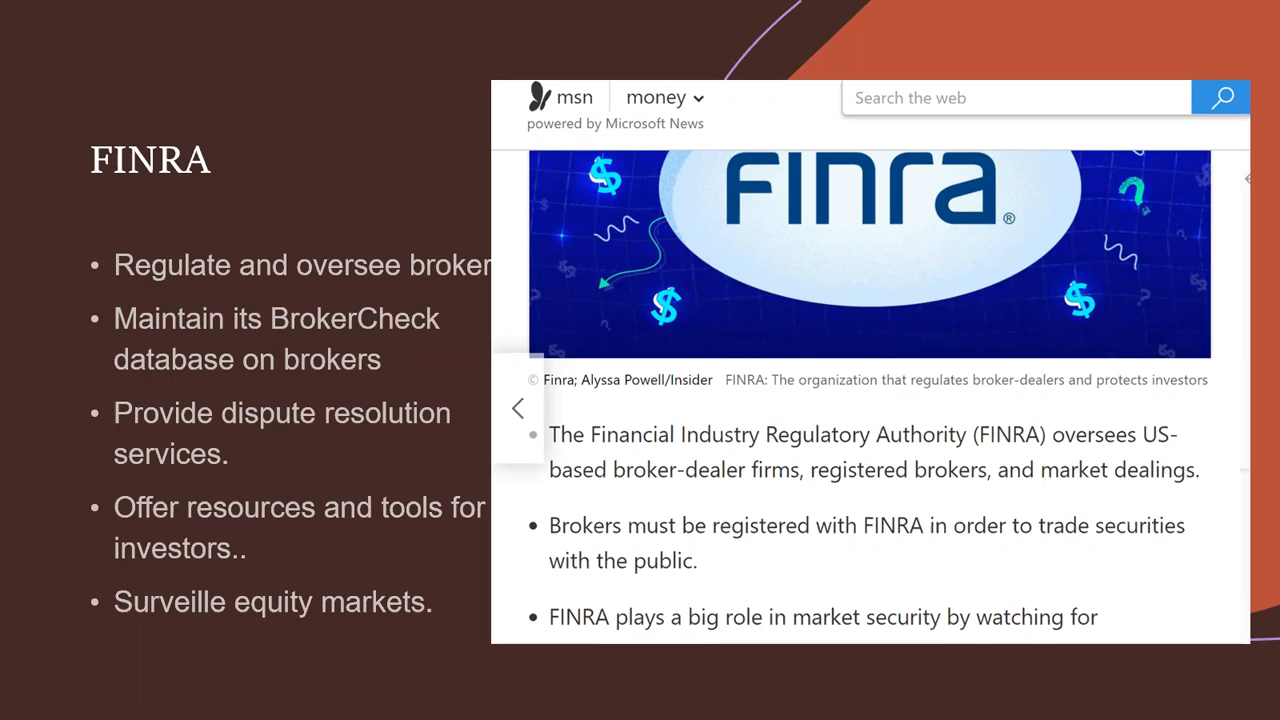 FINRA
• Regulate and oversee broker
• Maintain its BrokerCheck
database on brokers
• Provide dispute resolution
services.
• Offer resources and tools for
investors..
• Surveille equity markets.
msn money
powered by Microsoft News
Search the web
finra®
© Finra; Alyssa Powell/Insider FINRA: The organization that regulates broker-dealers and protects investors
• The Financial Industry Regulatory Authority (FINRA) oversees US-
based broker-dealer firms, registered brokers, and market dealings.
• Brokers must be registered with FINRA in order to trade securities
with the public.
• FINRA plays a big role in market security by watching for